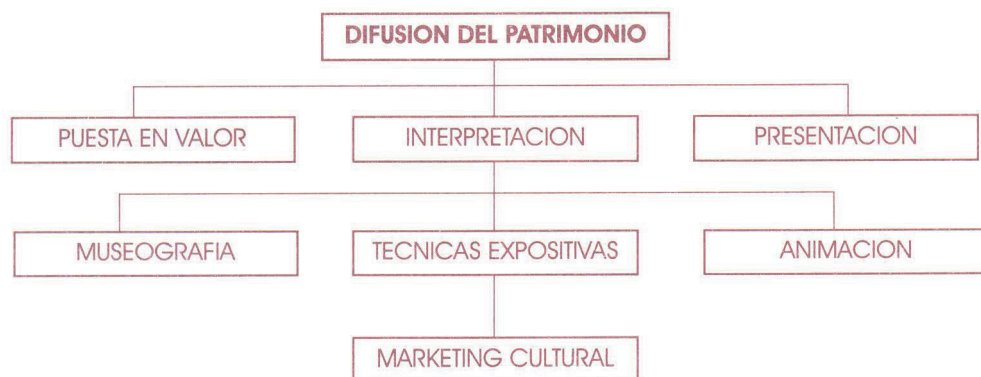 DIFUSION DEL PATRIMONIO
PUESTA EN VALOR
INTERPRETACION
PRESENTACION
MUSEOGRAFIA
TECNICAS EXPOSITIVAS
ANIMACION
MARKETING CULTURAL